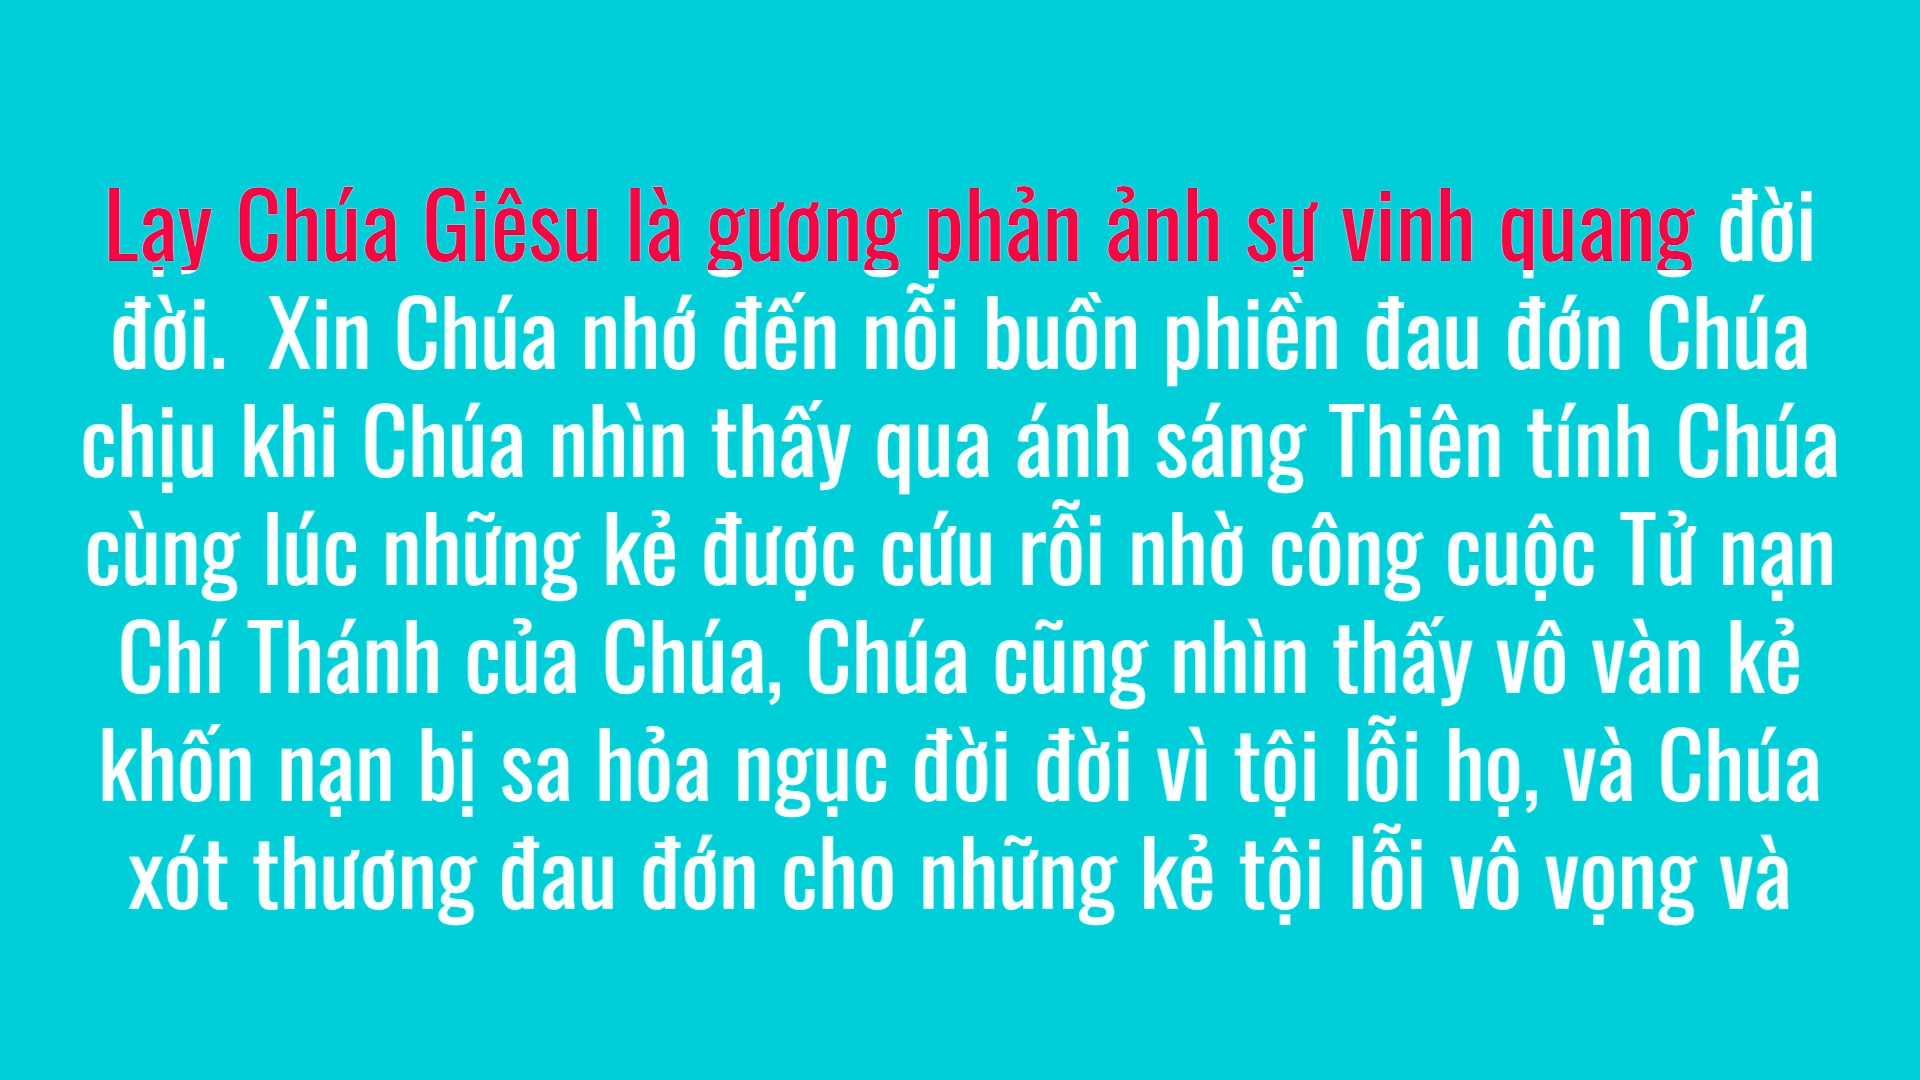 Lạy Chúa Giêsu là gương phản ảnh sự vinh quang đời
đời.  Xin Chúa nhớ đến nỗi buồn phiền đau đớn Chúa
chịu khi Chúa nhìn thấy qua ánh sáng Thiên tính Chúa
cùng lúc những kẻ được cứu rỗi nhờ công cuộc Tử nạn
Chí Thánh của Chúa, Chúa cũng nhìn thấy vô vàn kẻ
khốn nạn bị sa hỏa ngục đời đời vì tội lỗi họ, và Chúa
xót thương đau đớn cho những kẻ tội lỗi vô vọng và